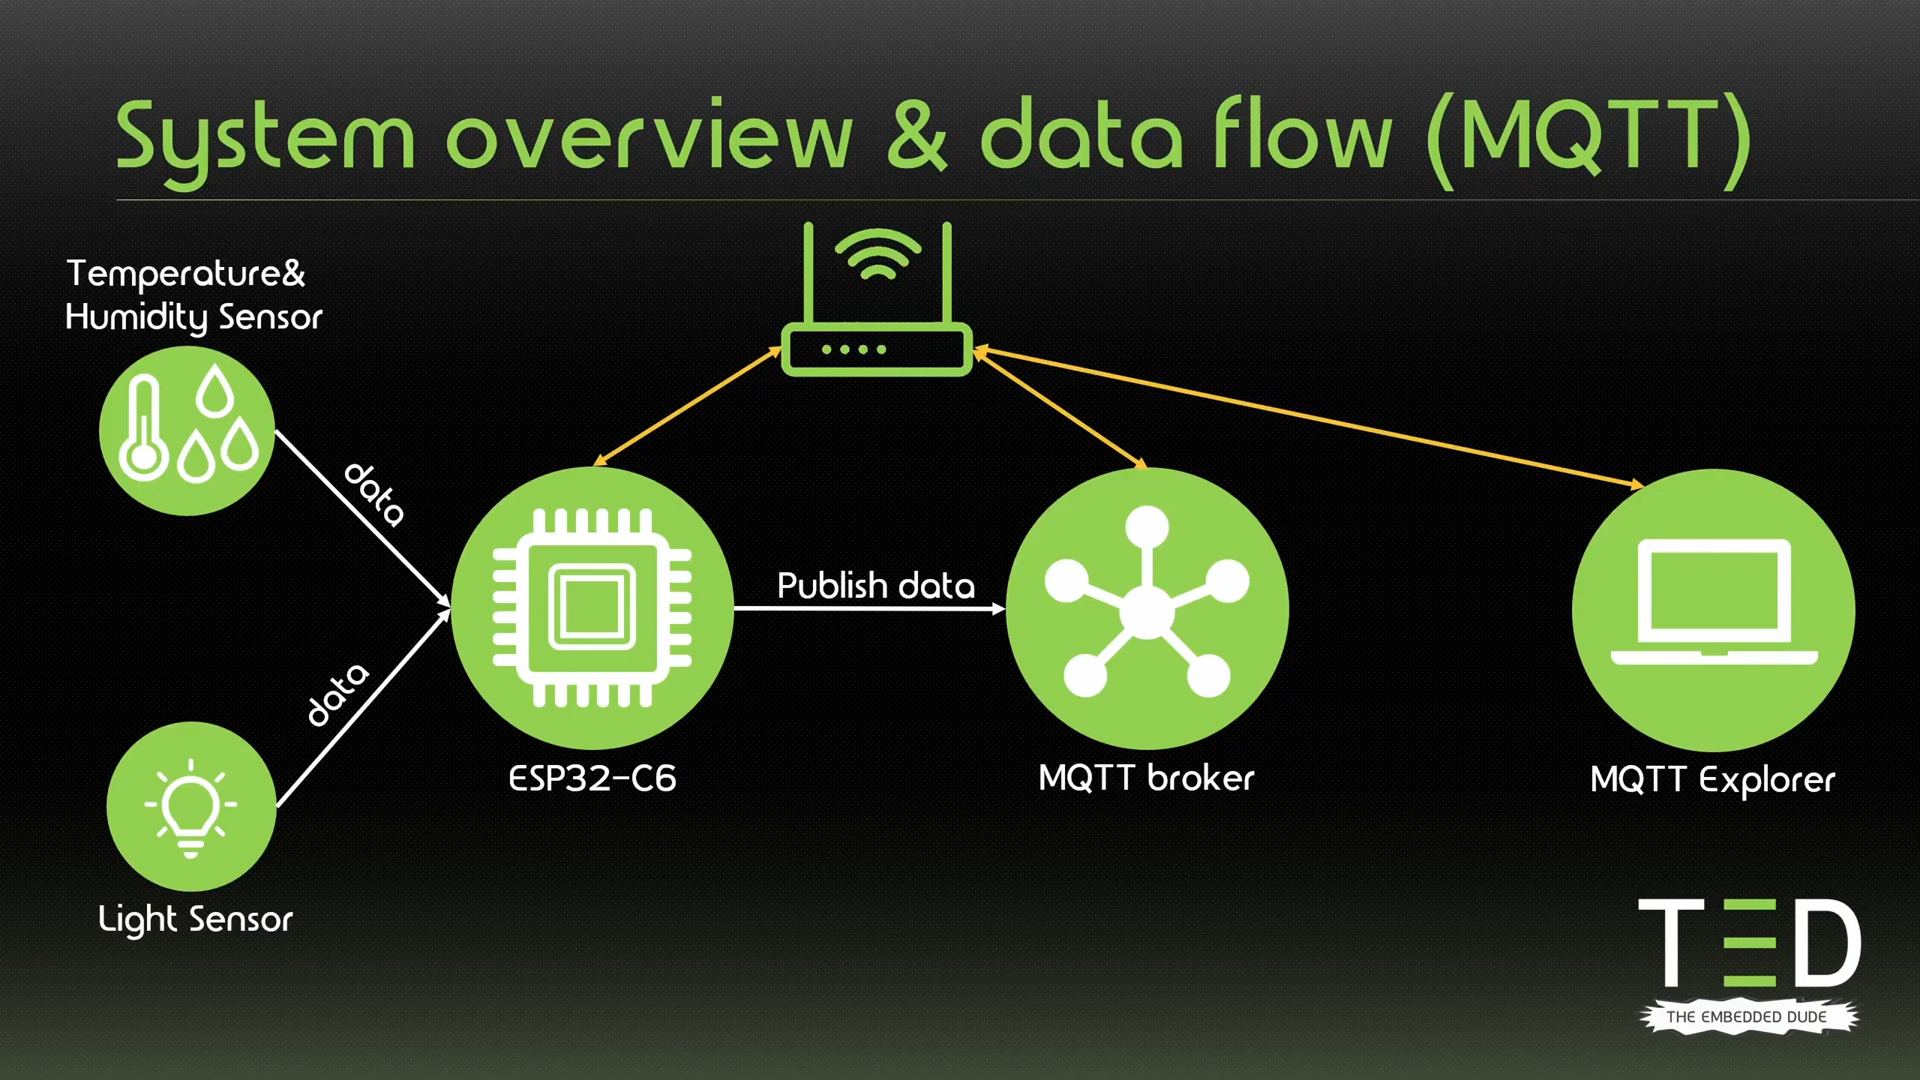 System overview & data flow (MQTT)
Temperature&
Humidity Sensor
data
Publish data
data
ESP32-C6
MQTT broker
MQTT Explorer
Light Sensor
TED
THE EMBEDDED DUDE